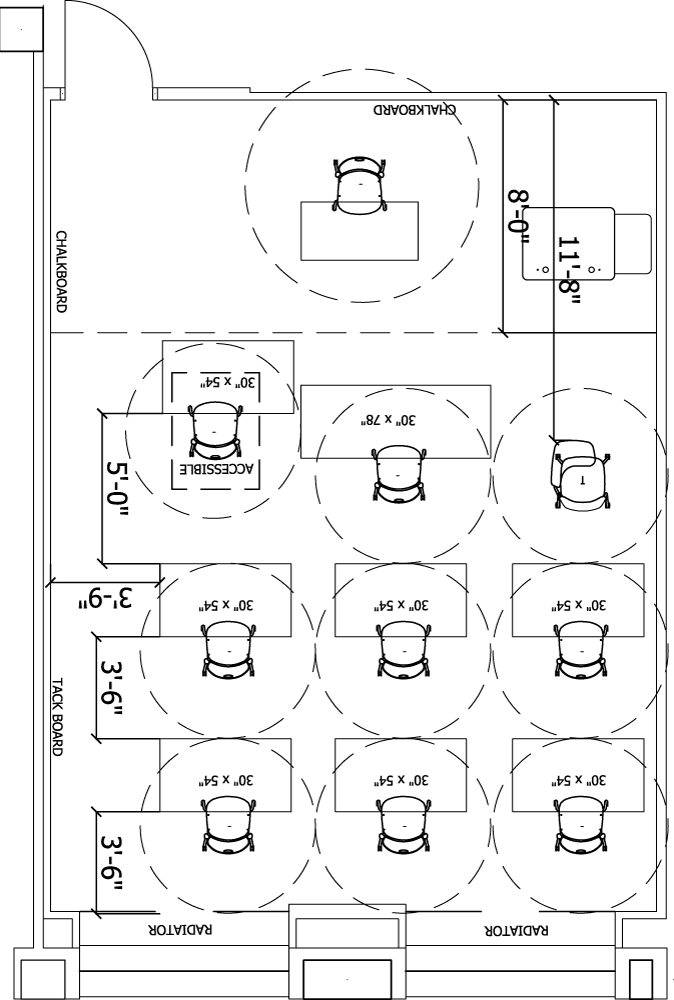 CHALKBOARD
8'-0"
11'-8"
CHALKBOARD
30" x 54"
ACCESSIBLE
30" x 78"
T
5'-0"
3'-9"
30" x 54"
30" x 54"
30" x 54"
3'-6"
TACK BOARD
30" x 54"
30" x 54"
30" x 54"
3'-6"
RADIATOR
RADIATOR